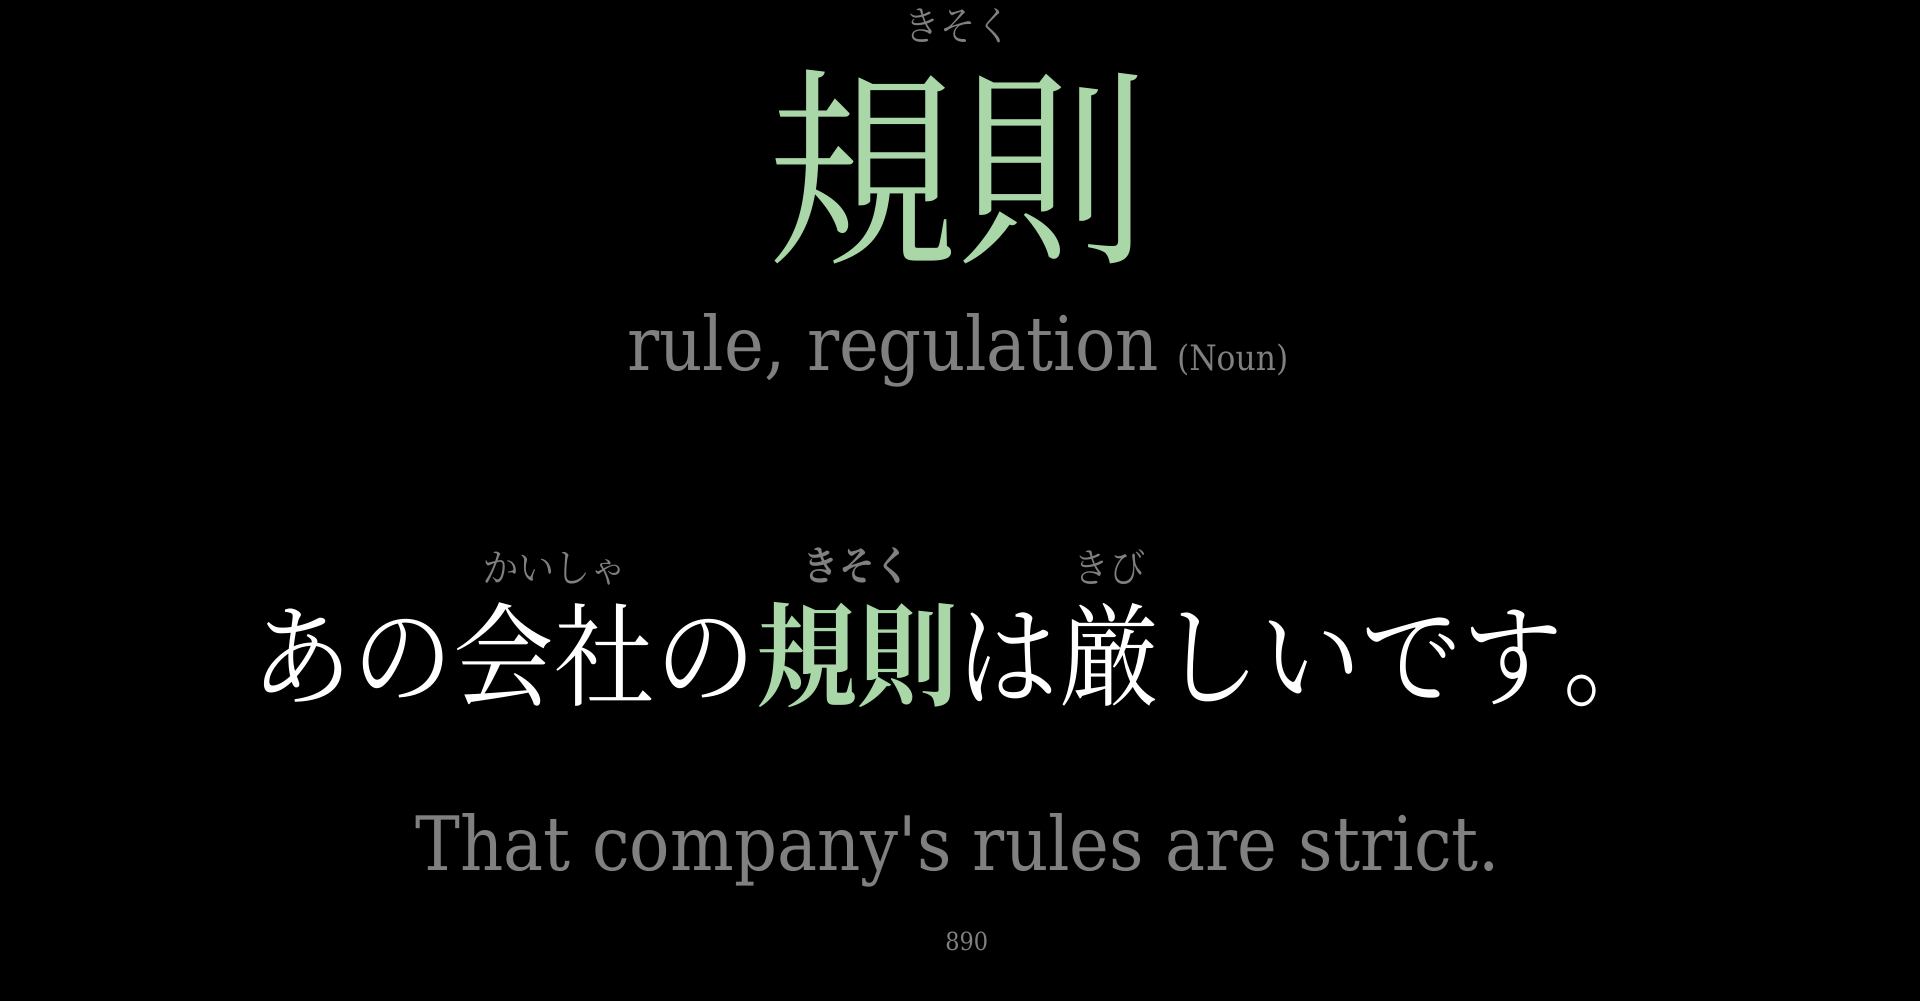 きそく
規則
rule, regulation (Noun)
かいしゃ きそく きび
あの会社の規則は厳しいです。
That company's rules are strict.
890